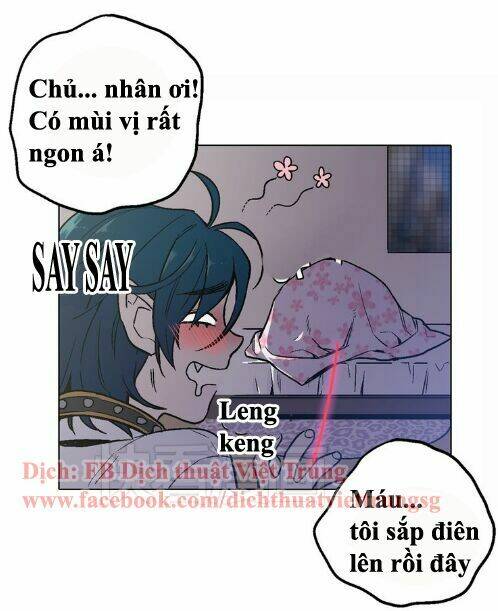 Chủ... nhân ơi!
Có mùi vị rất
ngon á!
SAY SAY
Leng
keng
Dịch: FB Dịch thuật Việt Trung
www.facebook.com/dichthuatviettrungsg
Máu...
tôi sắp điên
lên rồi đây